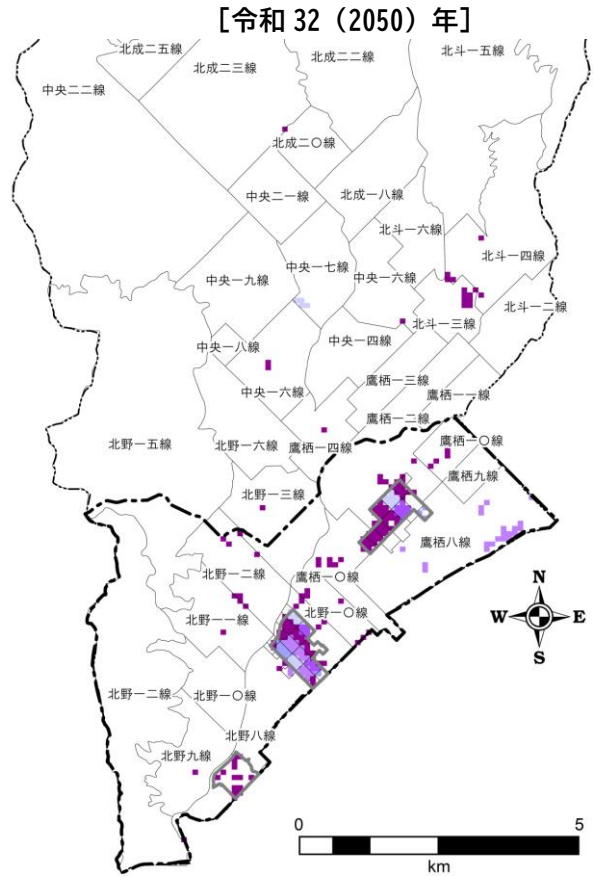 [令和 32（2050）年]
北成二五線
北成二三線
北成二二線
北斗一五線
中央二二線
北成二〇線
中央二一線
北成一八線
北斗一六線
北斗一四線
中央一九線
中央一七線
中央一六線
北斗一二線
北斗一三線
中央一八線
中央一四線
鷹栖一三線
中央一六線
鷹栖一一線
鷹栖一二線
北野一五線
北野一六線
鷹栖一四線
鷹栖一〇線
鷹栖九線
北野一三線
鷹栖八線
北野一二線
鷹栖一〇線
北野一一線
北野一〇線
N
W
E
S
北野一二線
北野一〇線
北野八線
北野九線
0
5
km